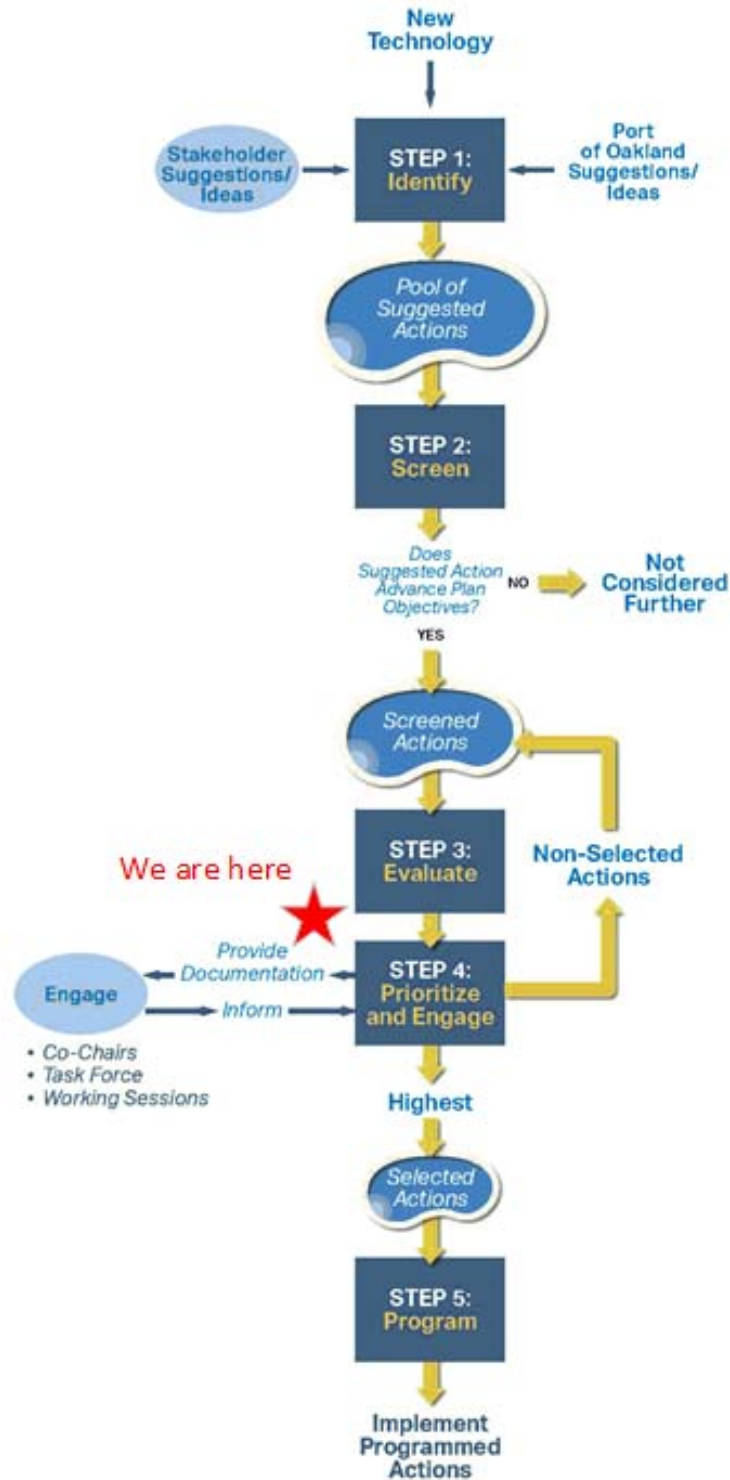 New
Technology
Stakeholder
Suggestions/
Ideas
STEP 1:
Identify
Port
of Oakland
Suggestions/
Ideas
Pool of
Suggested
Actions
STEP 2:
Screen
Does
Suggested Action
Advance Plan
Objectives?
NO
Not
Considered
Further
YES
Screened
Actions
STEP 3:
Evaluate
Non-Selected
Actions
We are here
Provide
Documentation
Engage
Inform
STEP 4:
Prioritize
and Engage
• Co-Chairs
• Task Force
• Working Sessions
Highest
Selected
Actions
STEP 5:
Program
Implement
Programmed
Actions